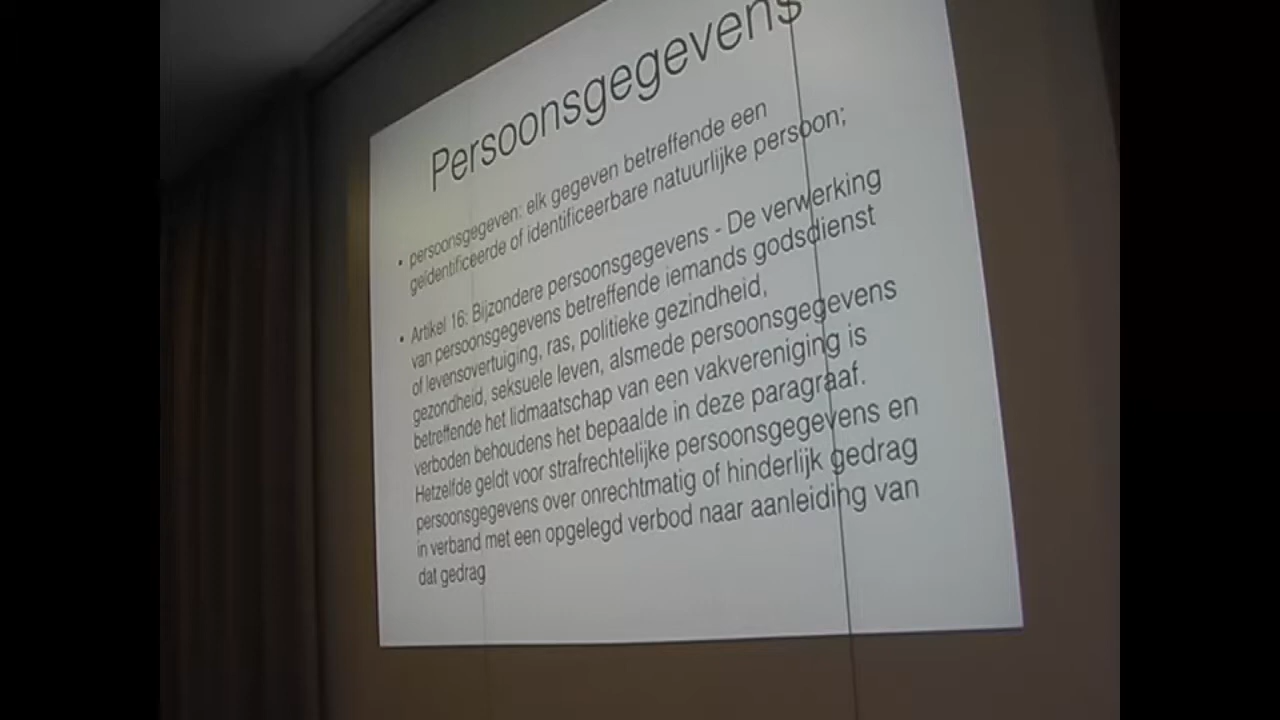 Persoonsgegevens
• persoonsgegeven: elk gegeven betreffende een
geïdentificeerde of identificeerbare natuurlijke persoon;
• Artikel 16: Bijzondere persoonsgegevens - De verwerking
van persoonsgegevens betreffende iemands godsdienst
of levensovertuiging, ras, politieke gezindheid,
gezondheid, seksuele leven, alsmede persoonsgegevens
betreffende het lidmaatschap van een vakvereniging is
verboden behoudens het bepaalde in deze paragraaf.
Hetzelfde geldt voor strafrechtelijke persoonsgegevens en
persoonsgegevens over onrechtmatig of hinderlijk gedrag
in verband met een opgelegd verbod naar aanleiding van
dat gedrag